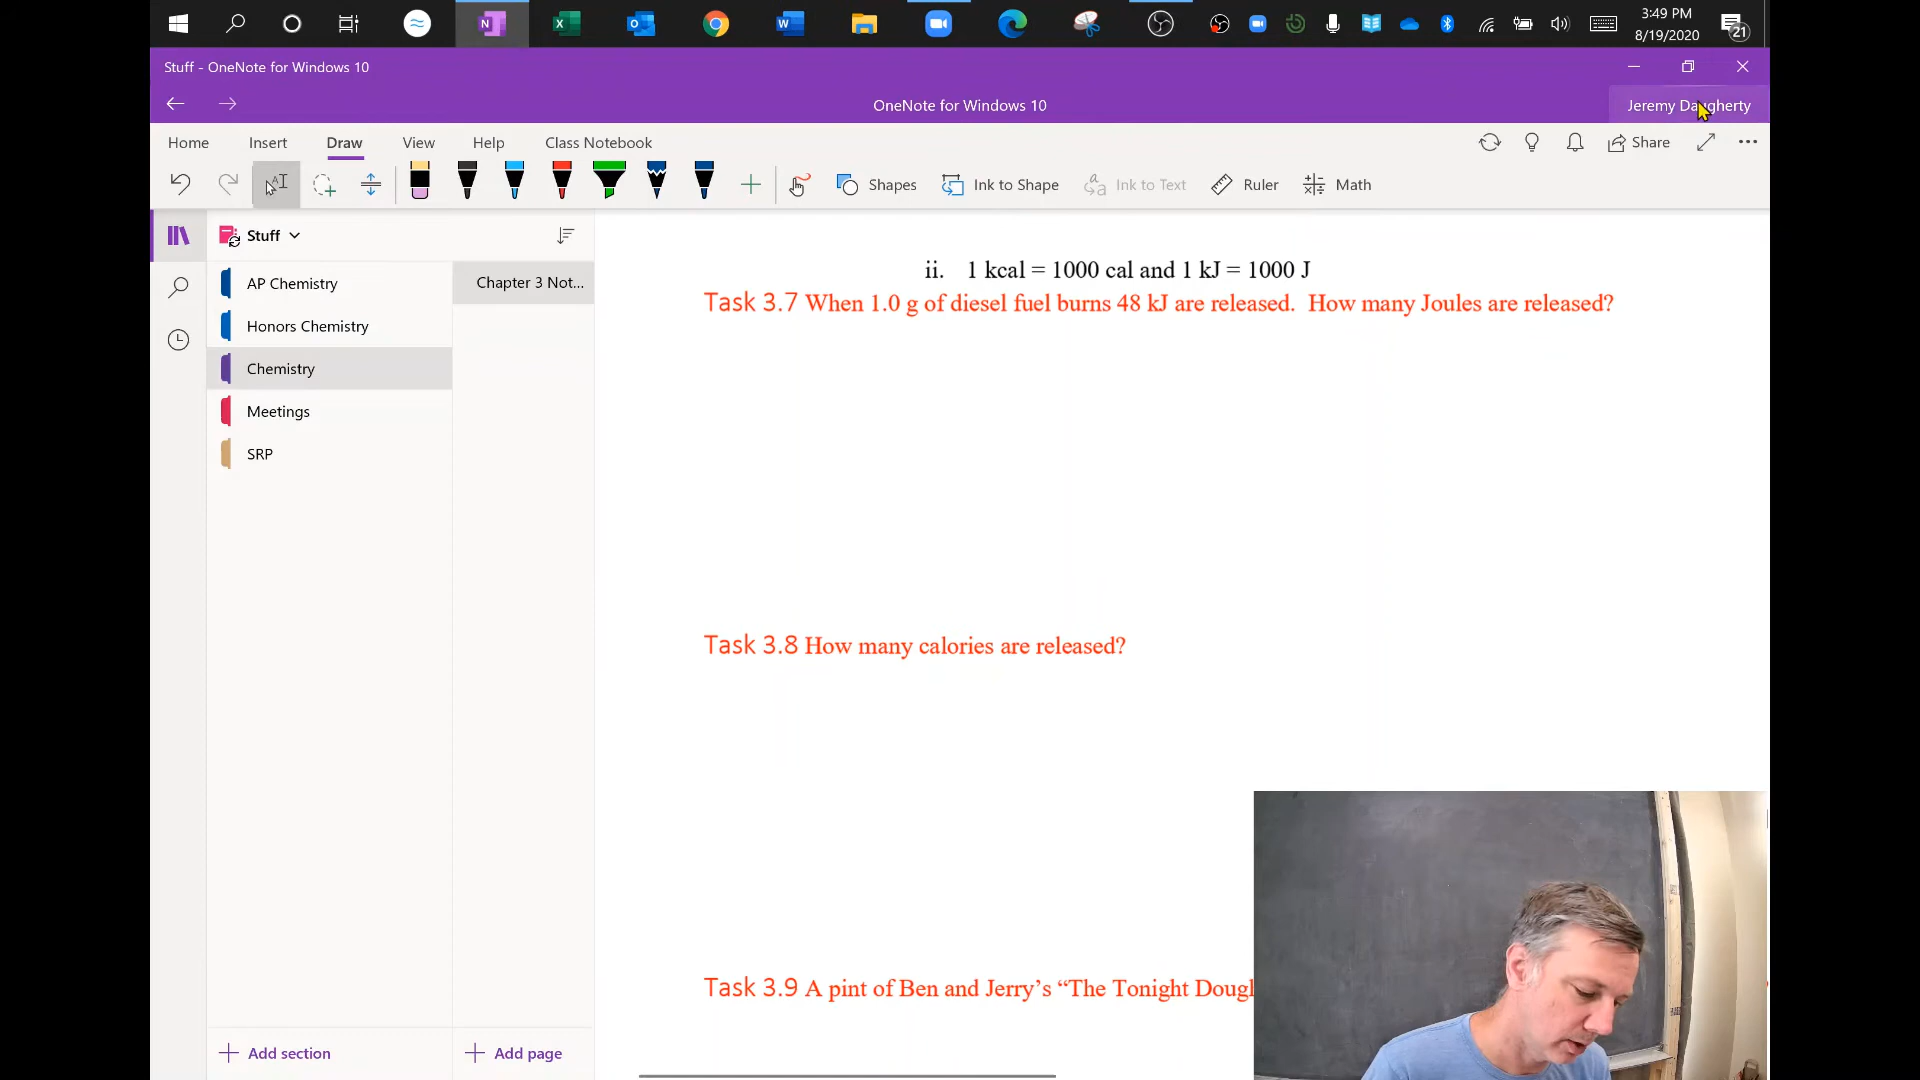 3:49 PM
8/19/2020
21
Stuff - OneNote for Windows 10
OneNote for Windows 10
Jeremy Daugherty
Home Insert Draw View Help Class Notebook
Share
Shapes Ink to Shape Ink to Text Ruler Math
Stuff
AP Chemistry
Honors Chemistry
Chemistry
Meetings
SRP
Chapter 3 Not...
ii. 1 kcal = 1000 cal and 1 kJ = 1000 J
Task 3.7 When 1.0 g of diesel fuel burns 48 kJ are released. How many Joules are released?
Task 3.8 How many calories are released?
Task 3.9 A pint of Ben and Jerry's “The Tonight Dough
Add section
Add page